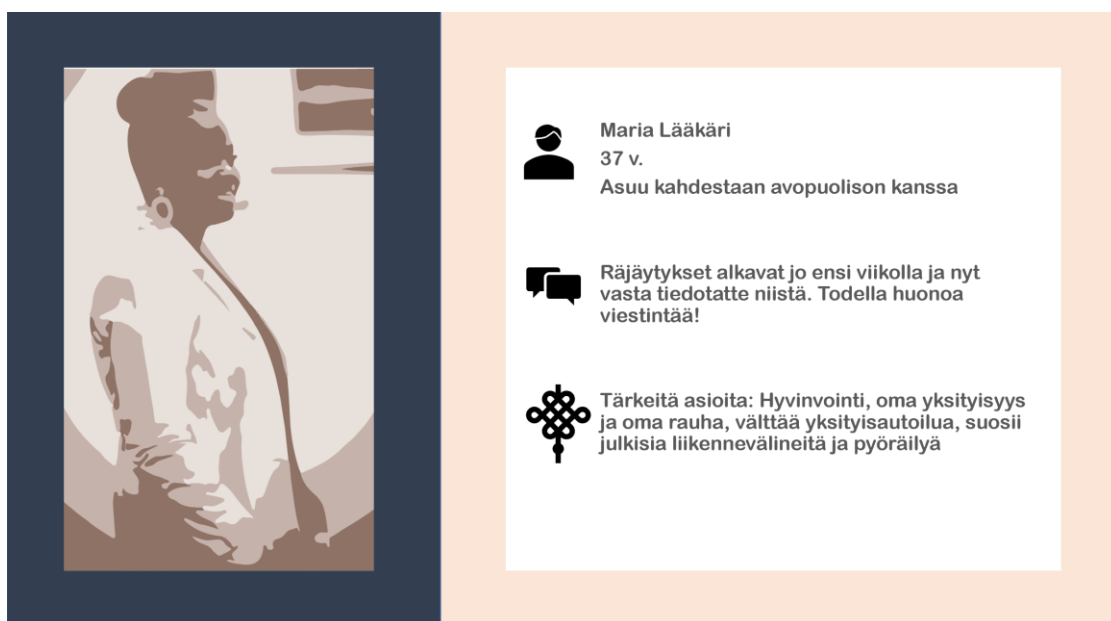 Maria Lääkäri
37 v.
Asuu kahdestaan avopuolison kanssa
Räjäytykset alkavat jo ensi viikolla ja nyt
vasta tiedotatte niistä. Todella huonoa
viestintää!
Tärkeitä asioita: Hyvinvointi, oma yksityisyys
ja oma rauha, välttää yksityisautoilua, suosii
julkisia liikennevälineitä ja pyöräilyä